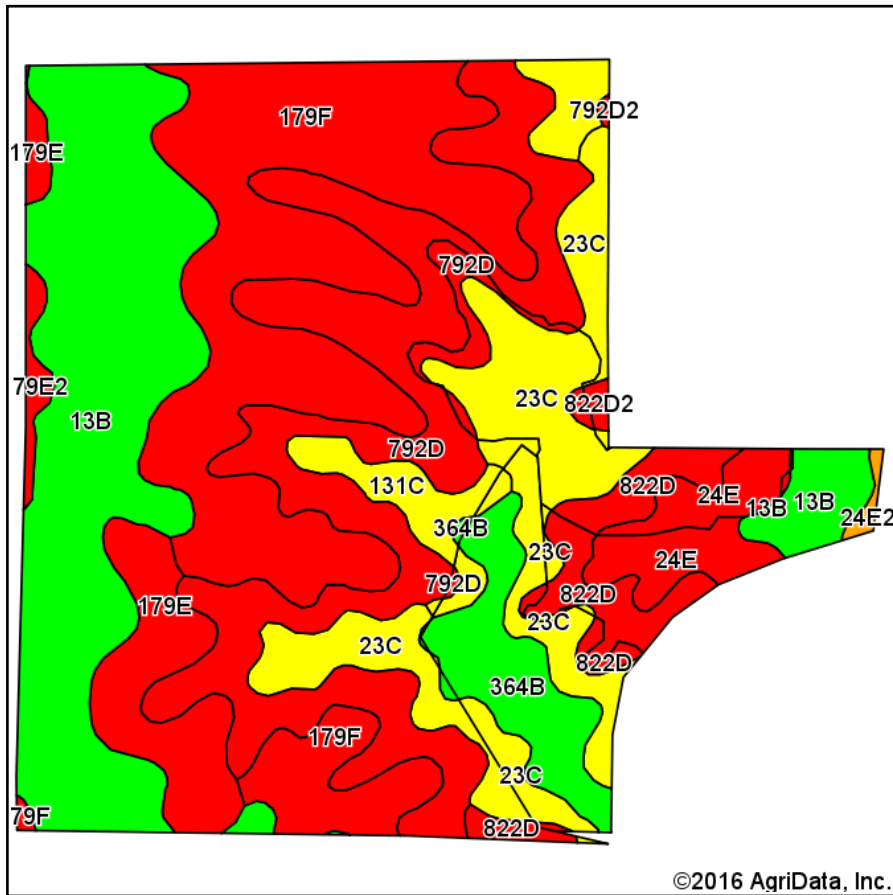 792D2
179F
179E
23C
792D
79E2
23C
822D2
13B
792D
131C
822D
24E
13B
13B
24E2
364B
23C
24E
792D
822D
179E
23C
23C
822D
364B
179F
23C
79F
822D
©2016 AgriData, Inc.